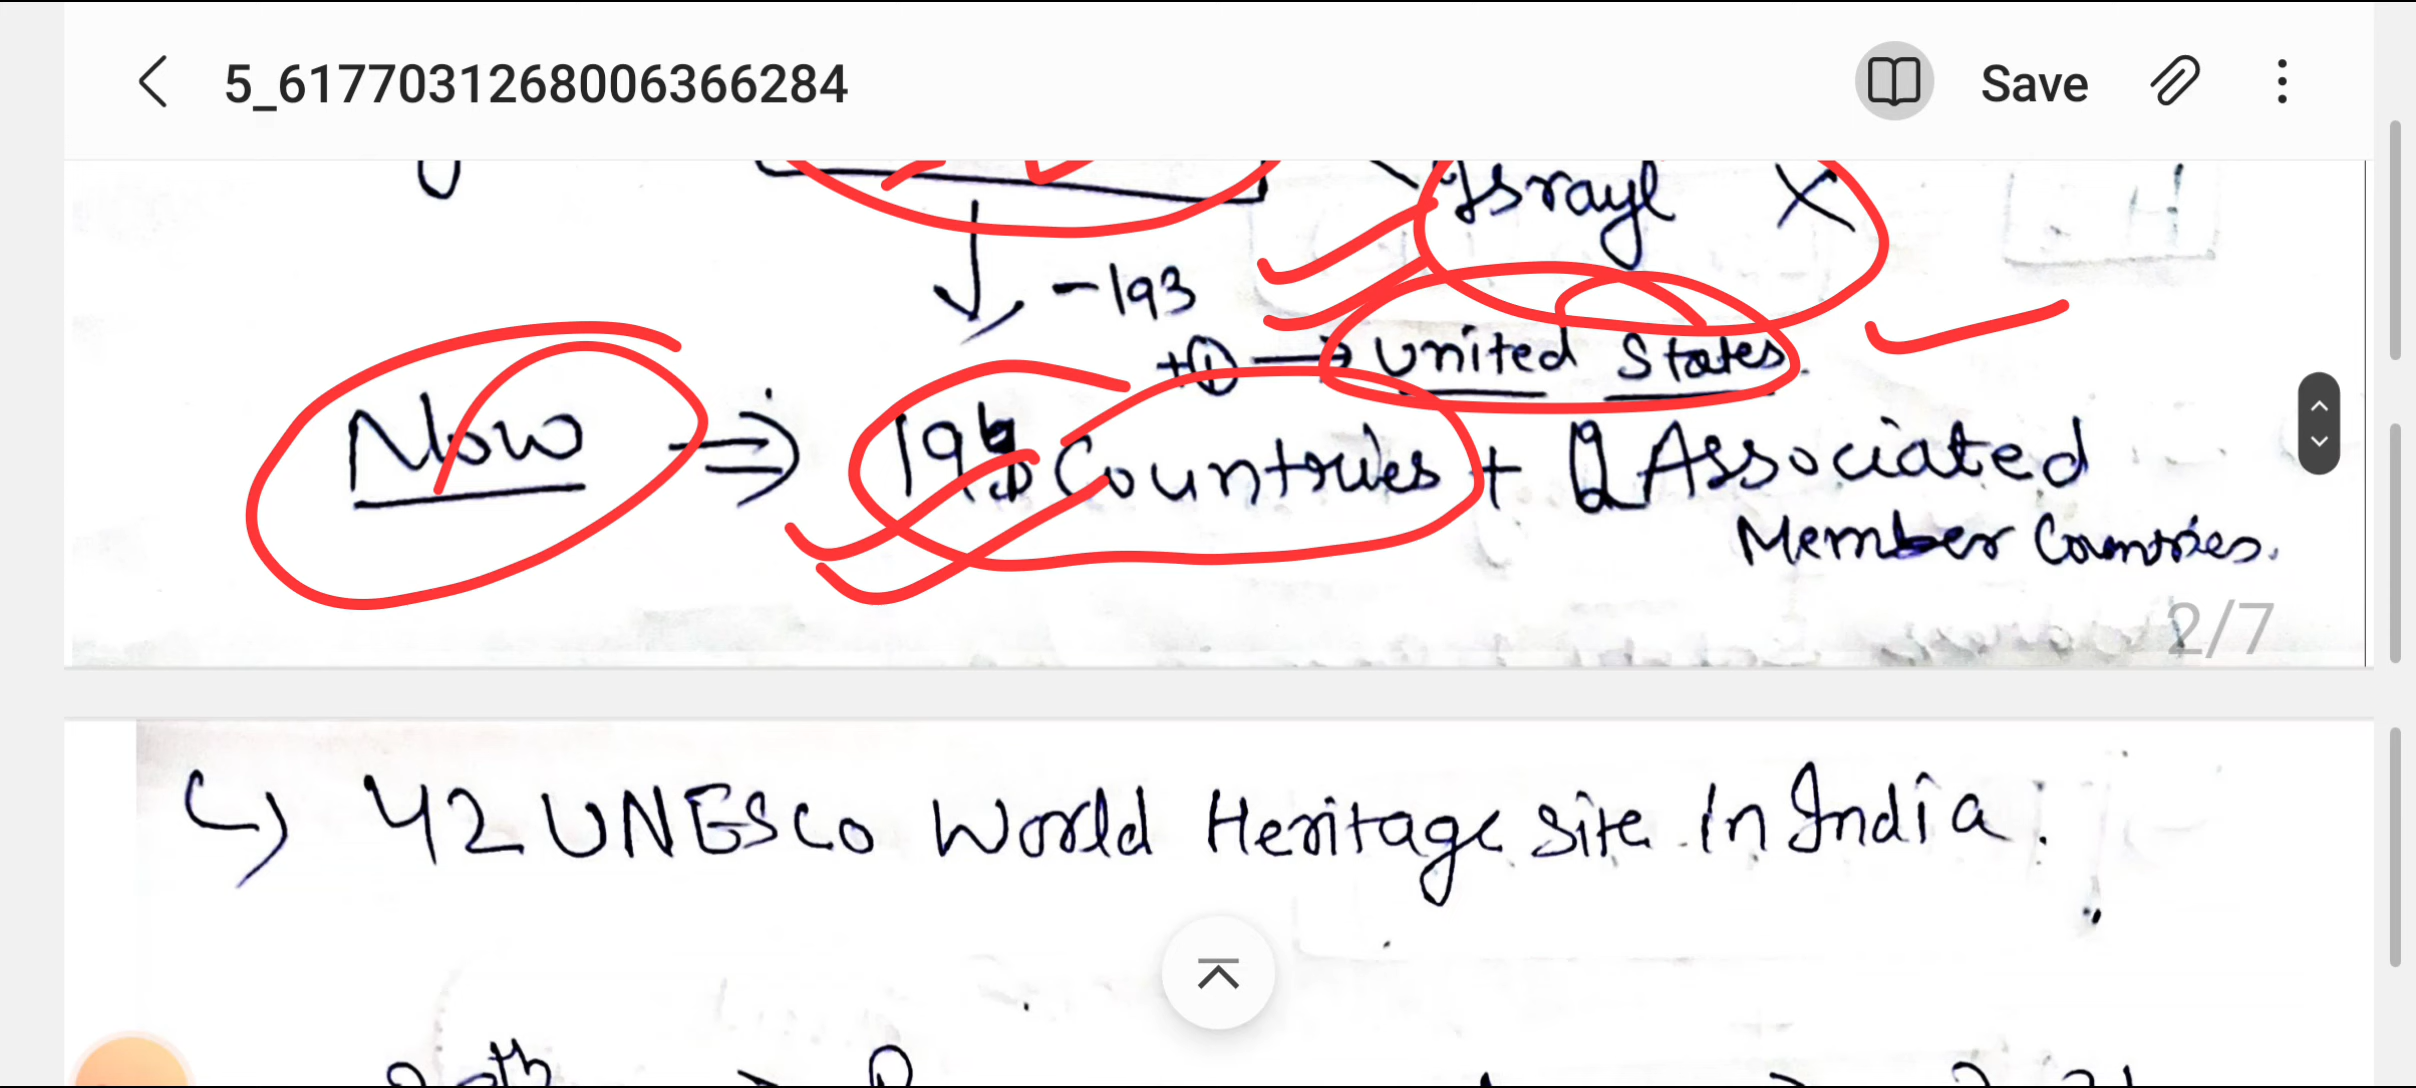 5_6177031268006366284 Save
Israyl X
-193
+① → United States.
Now ⇒ 194 Countries + Associated
Member Countries.
2/7
↳ 42 UNESCO World Heritage site in India.